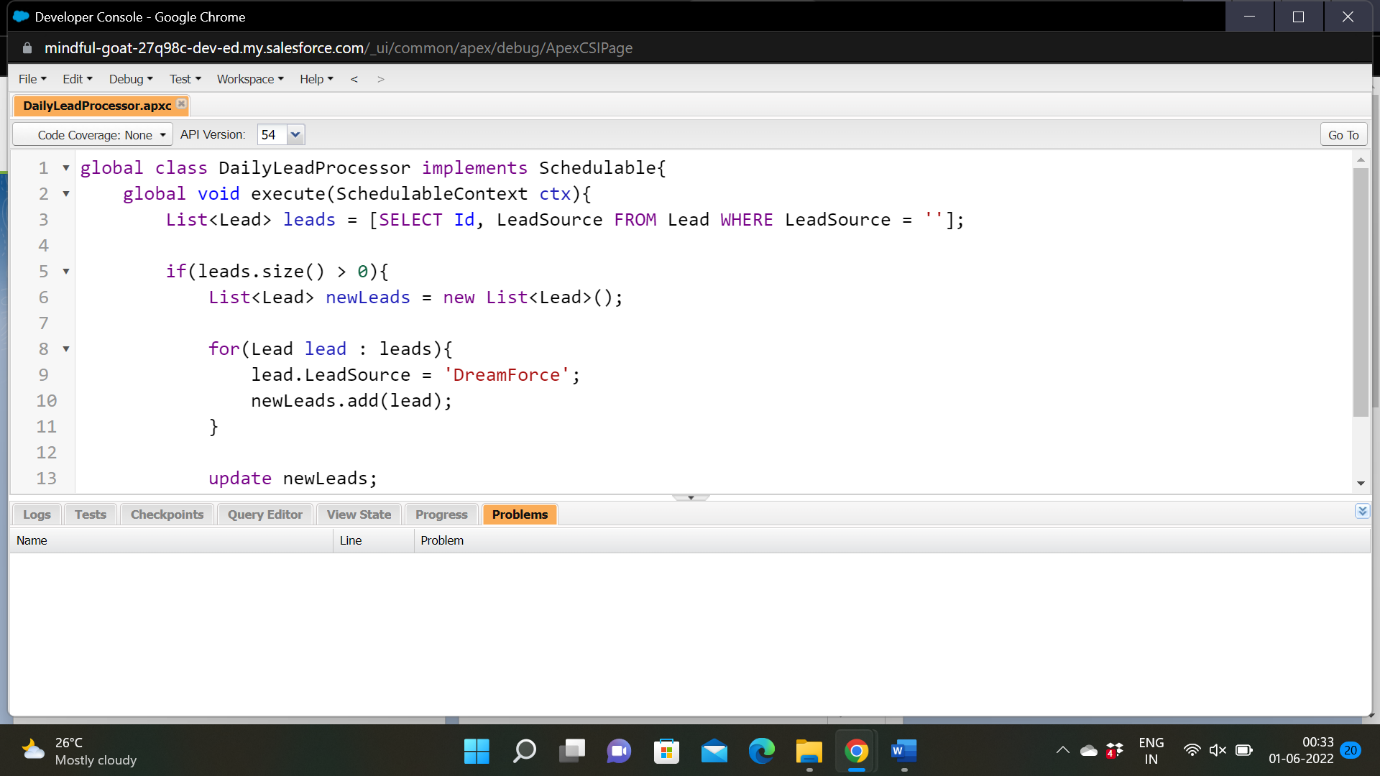 Developer Console - Google Chrome
mindful-goat-27q98c-dev-ed.my.salesforce.com/_ui/common/apex/debug/ApexCSIPage
File Edit Debug Test Workspace Help < >
DailyLeadProcessor.apxc
Code Coverage: None API Version: 54 Go To
1 global class DailyLeadProcessor implements Schedulable{
2 global void execute(SchedulableContext ctx){
3 List<Lead> leads = [SELECT Id, LeadSource FROM Lead WHERE LeadSource = ''];
4
5 if(leads.size() > 0){
6 List<Lead> newLeads = new List<Lead>();
7
8 for(Lead lead : leads){
9 lead.LeadSource = 'DreamForce';
10 newLeads.add(lead);
11 }
12
13 update newLeads;
Logs Tests Checkpoints Query Editor View State Progress Problems
Name Line Problem
26°C
Mostly cloudy
ENG
IN
00:33
01-06-2022
20
4
W